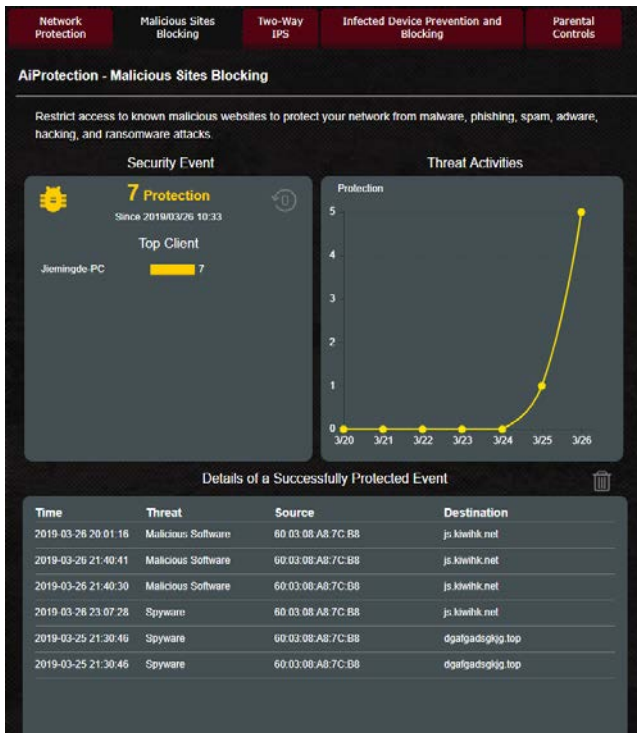 Network Protection
Malicious Sites Blocking
Two-Way IPS
Infected Device Prevention and Blocking
Parental Controls
AiProtection - Malicious Sites Blocking
Restrict access to known malicious websites to protect your network from malware, phishing, spam, adware,
hacking, and ransomware attacks.
Security Event
7 Protection
0
Since 2019/03/26 10:33
Top Client
Jiemingde-PC 7
Threat Activities
Protection
5
4
3
2
1
0
3/20 3/21 3/22 3/23 3/24 3/25 3/26
Details of a Successfully Protected Event
Time Threat Source Destination
2019-03-26 20:01:16 Malicious Software 60:03:08:A8:7C:B8 js.kiwihk.net
2019-03-26 21:40:41 Malicious Software 60:03:08:A8:7C:B8 js.kiwihk.net
2019-03-26 21:40:30 Malicious Software 60:03:08:A8:7C:B8 js.kiwihk.net
2019-03-26 23:07:28 Spyware 60:03:08:A8:7C:B8 js.kiwihk.net
2019-03-25 21:30:46 Spyware 60:03:08:A8:7C:B8 dgafgadsgkjg.top
2019-03-25 21:30:46 Spyware 60:03:08:A8:7C:B8 dgafgadsgkjg.top